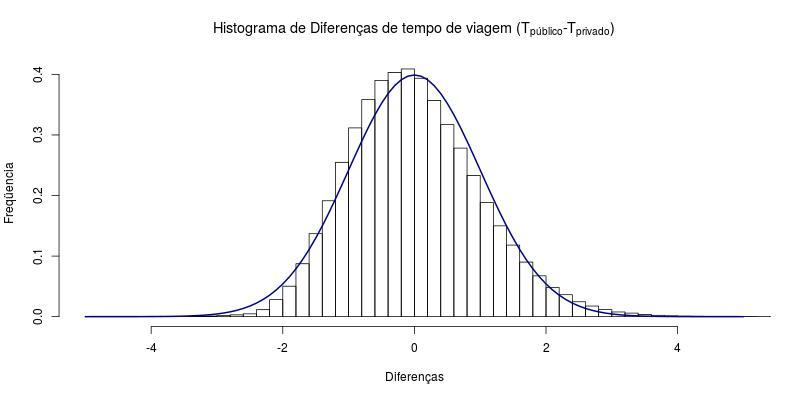 Histograma de Diferenças de tempo de viagem (Tpúblico-Tprivado)
Freqüencia
0.4
0.3
0.2
0.1
0.0
-4 -2 0 2 4
Diferenças